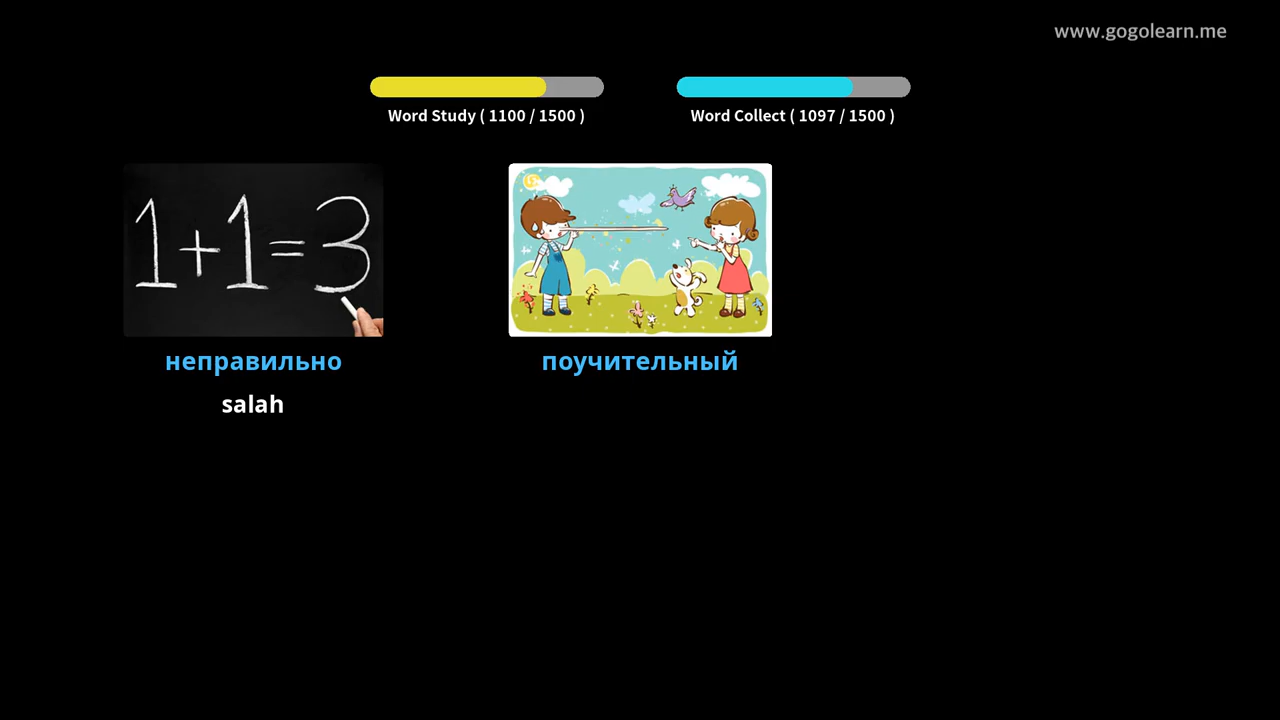 www.gogolearn.me
Word Study ( 1100 / 1500 )
Word Collect ( 1097 / 1500 )
1+1=3
неправильно
поучительный
salah